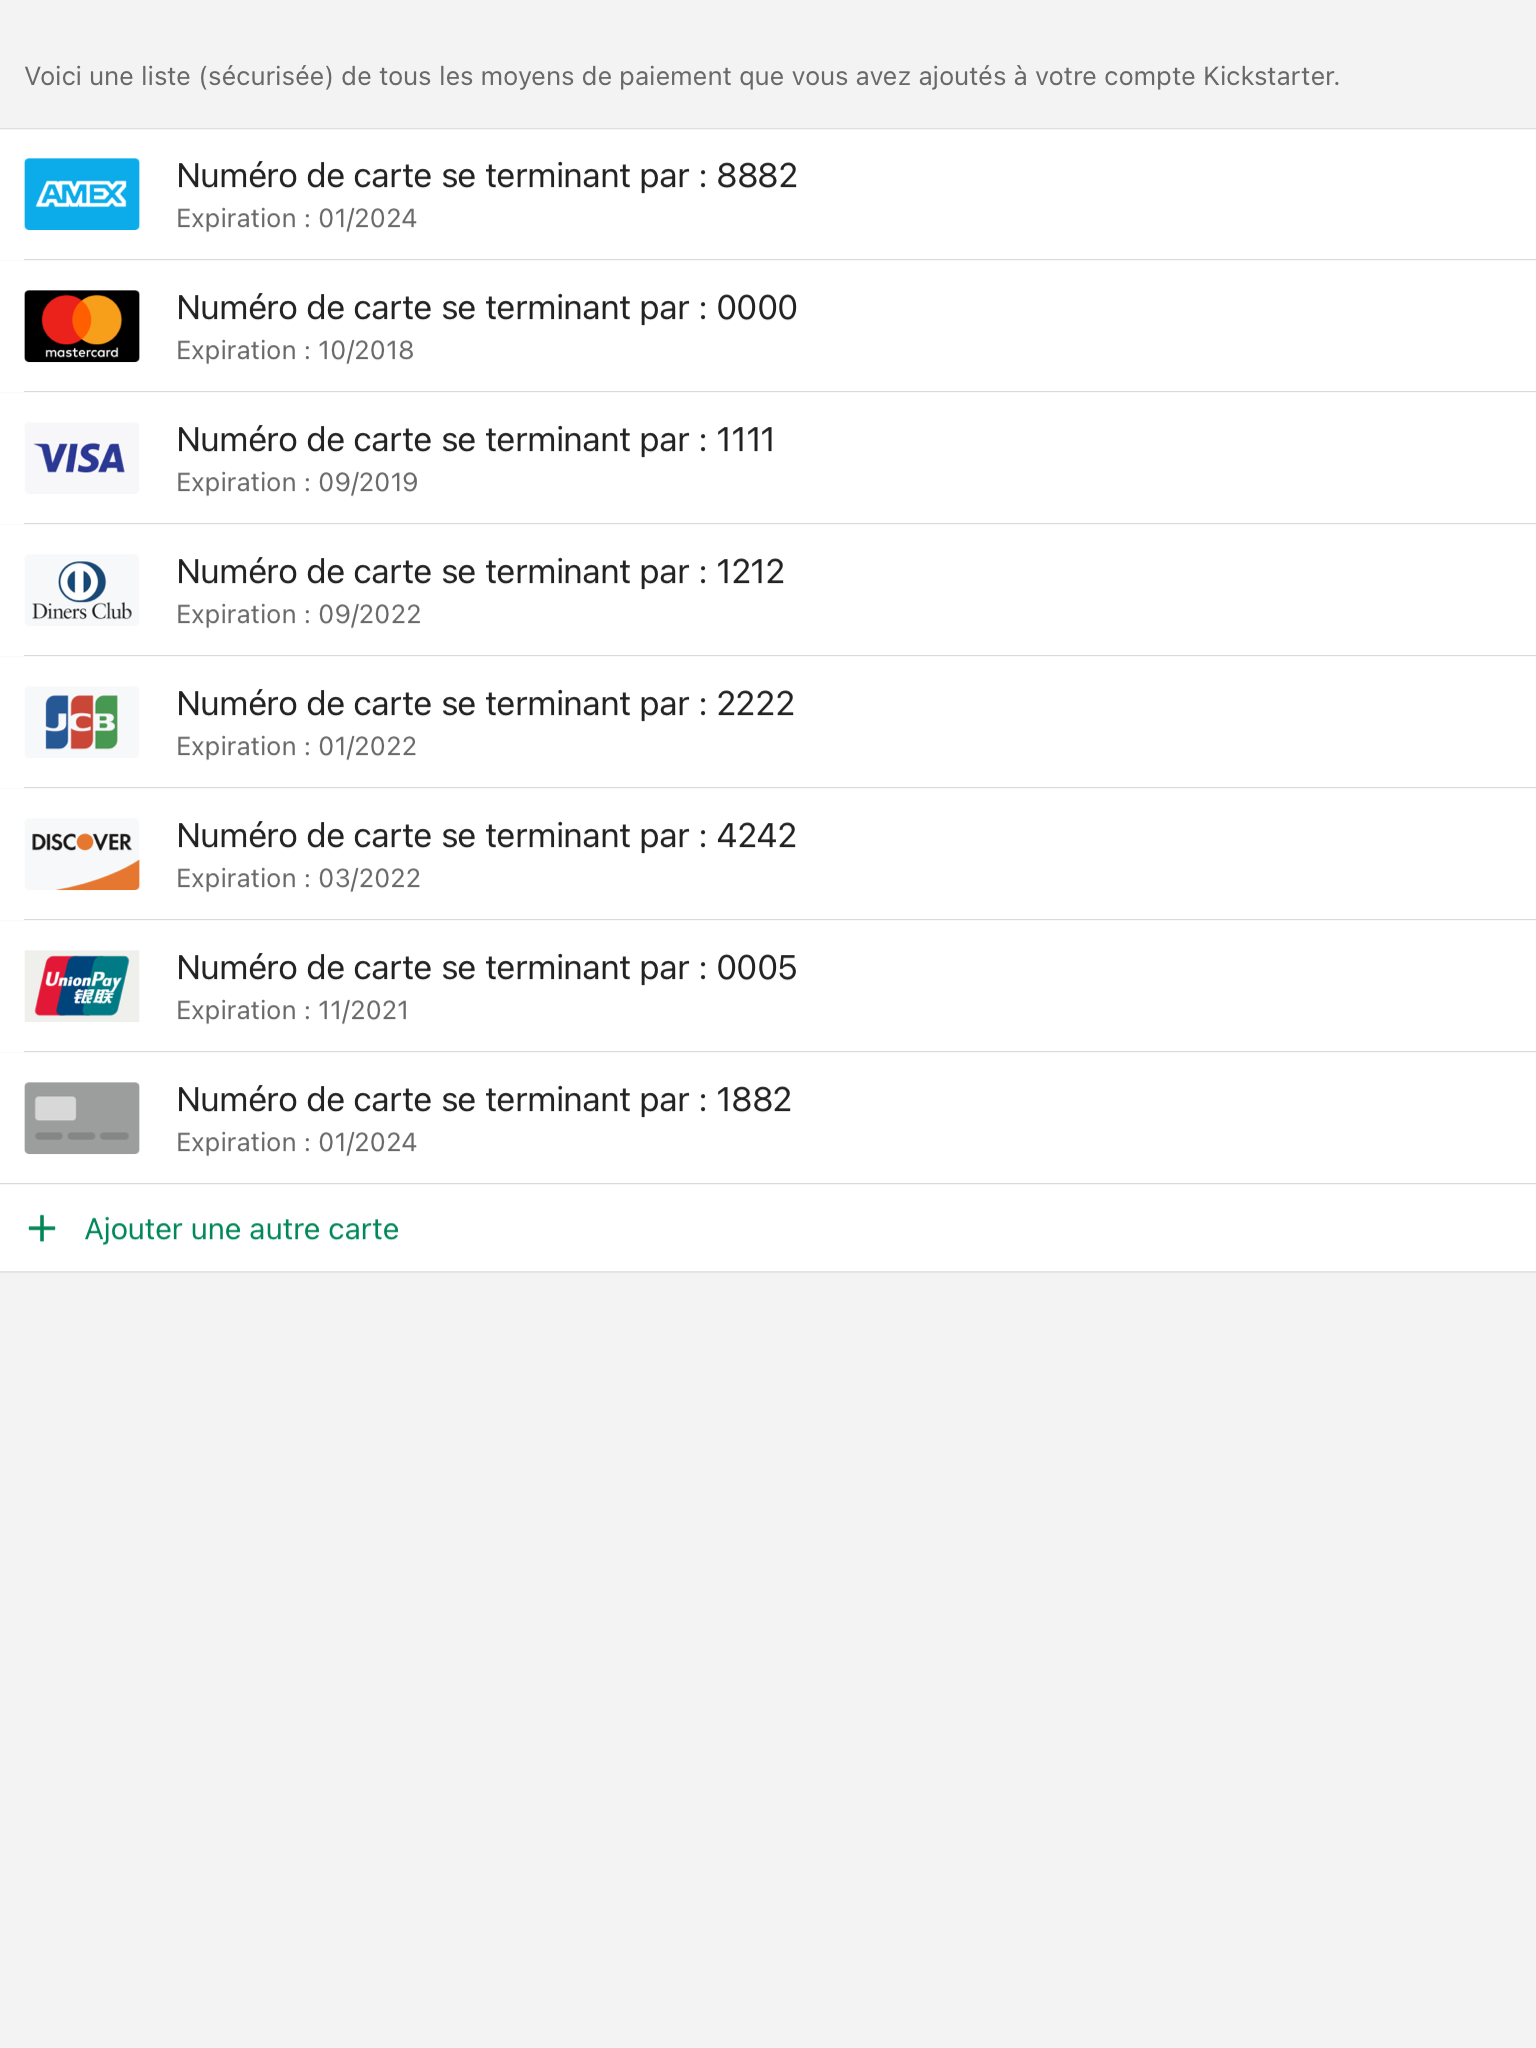 Voici une liste (sécurisée) de tous les moyens de paiement que vous avez ajoutés à votre compte Kickstarter.
AMEX
Numéro de carte se terminant par : 8882
Expiration : 01/2024
mastercard
Numéro de carte se terminant par : 0000
Expiration : 10/2018
VISA
Numéro de carte se terminant par : 1111
Expiration : 09/2019
Diners Club
Numéro de carte se terminant par : 1212
Expiration : 09/2022
JCB
Numéro de carte se terminant par : 2222
Expiration : 01/2022
DISCOVER
Numéro de carte se terminant par : 4242
Expiration : 03/2022
UnionPay
银联
Numéro de carte se terminant par : 0005
Expiration : 11/2021
Numéro de carte se terminant par : 1882
Expiration : 01/2024
+ Ajouter une autre carte